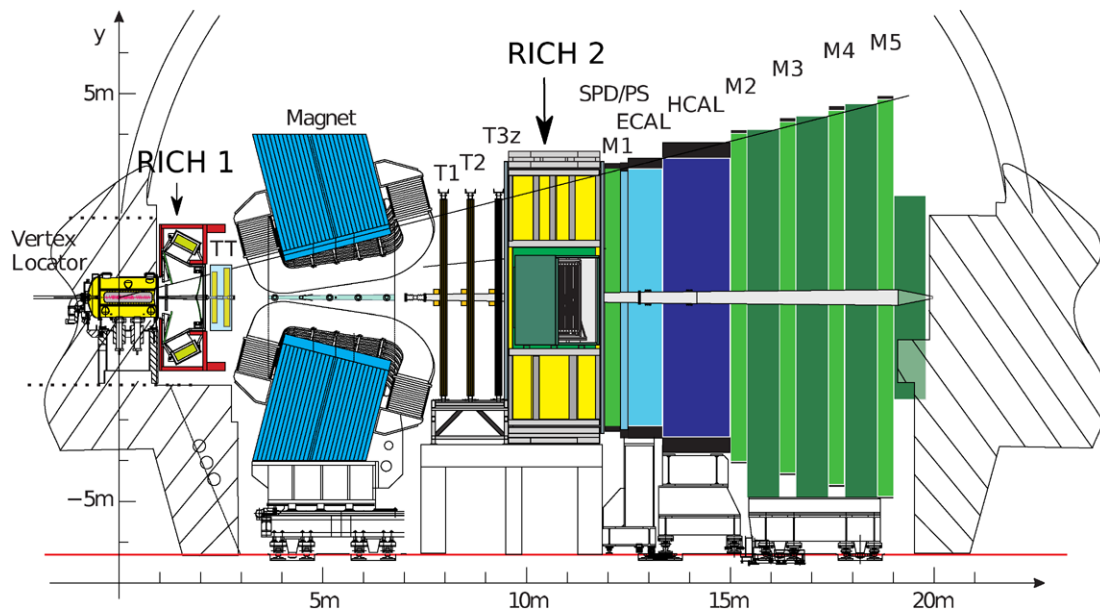 y
5m
Vertex
Locator
RICH 1
TT
Magnet
T1
T2
T3z
RICH 2
M1
SPD/PS
ECAL
HCAL
M2
M3
M4
M5
−5m
5m
10m
15m
20m
z